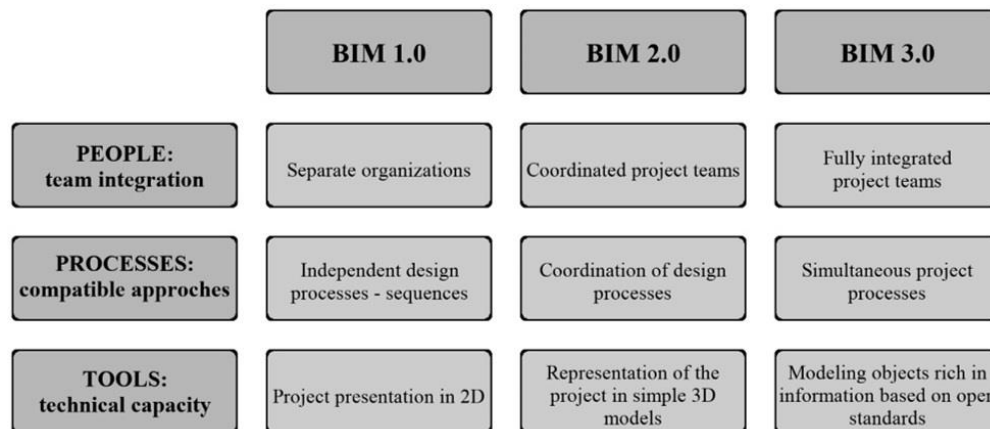 BIM 1.0
BIM 2.0
BIM 3.0
PEOPLE:
team integration
Separate organizations
Coordinated project teams
Fully integrated
project teams
PROCESSES:
compatible approches
Independent design
processes - sequences
Coordination of design
processes
Simultaneous project
processes
TOOLS:
technical capacity
Project presentation in 2D
Representation of the
project in simple 3D
models
Modeling objects rich in
information based on open
standards